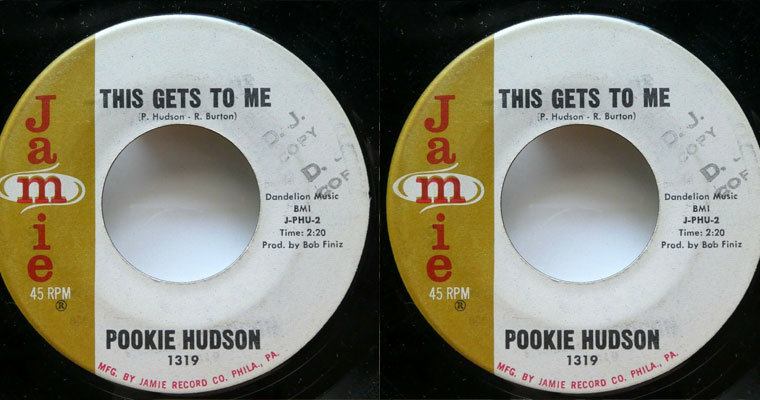 Jamie
45 RPM
®
THIS GETS TO ME
(P. Hudson - R. Burton)
D. J.
COPY
D. J
COP
Dandelion Music
BMI
J-PHU-2
Time: 2:20
Prod. by Bob Finiz
POOKIE HUDSON
1319
MFG. BY JAMIE RECORD CO. PHILA., PA.
Jamie
45 RPM
®
THIS GETS TO ME
(P. Hudson - R. Burton)
D. J.
COPY
D. J
COP
Dandelion Music
BMI
J-PHU-2
Time: 2:20
Prod. by Bob Finiz
POOKIE HUDSON
1319
MFG. BY JAMIE RECORD CO. PHILA., PA.